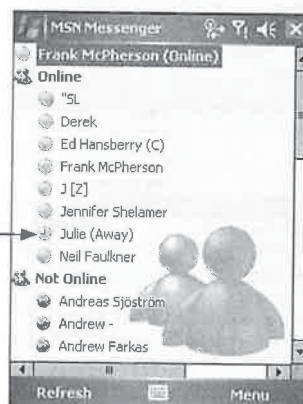 MSN Messenger
Frank McPherson (Online)
Online
"SL
Derek
Ed Hansberry (C)
Frank McPherson
J [Z]
Jennifer Shelamer
Julie (Away)
Neil Faulkner
Not Online
Andreas Sjöström
Andrew -
Andrew Farkas
Refresh Menu